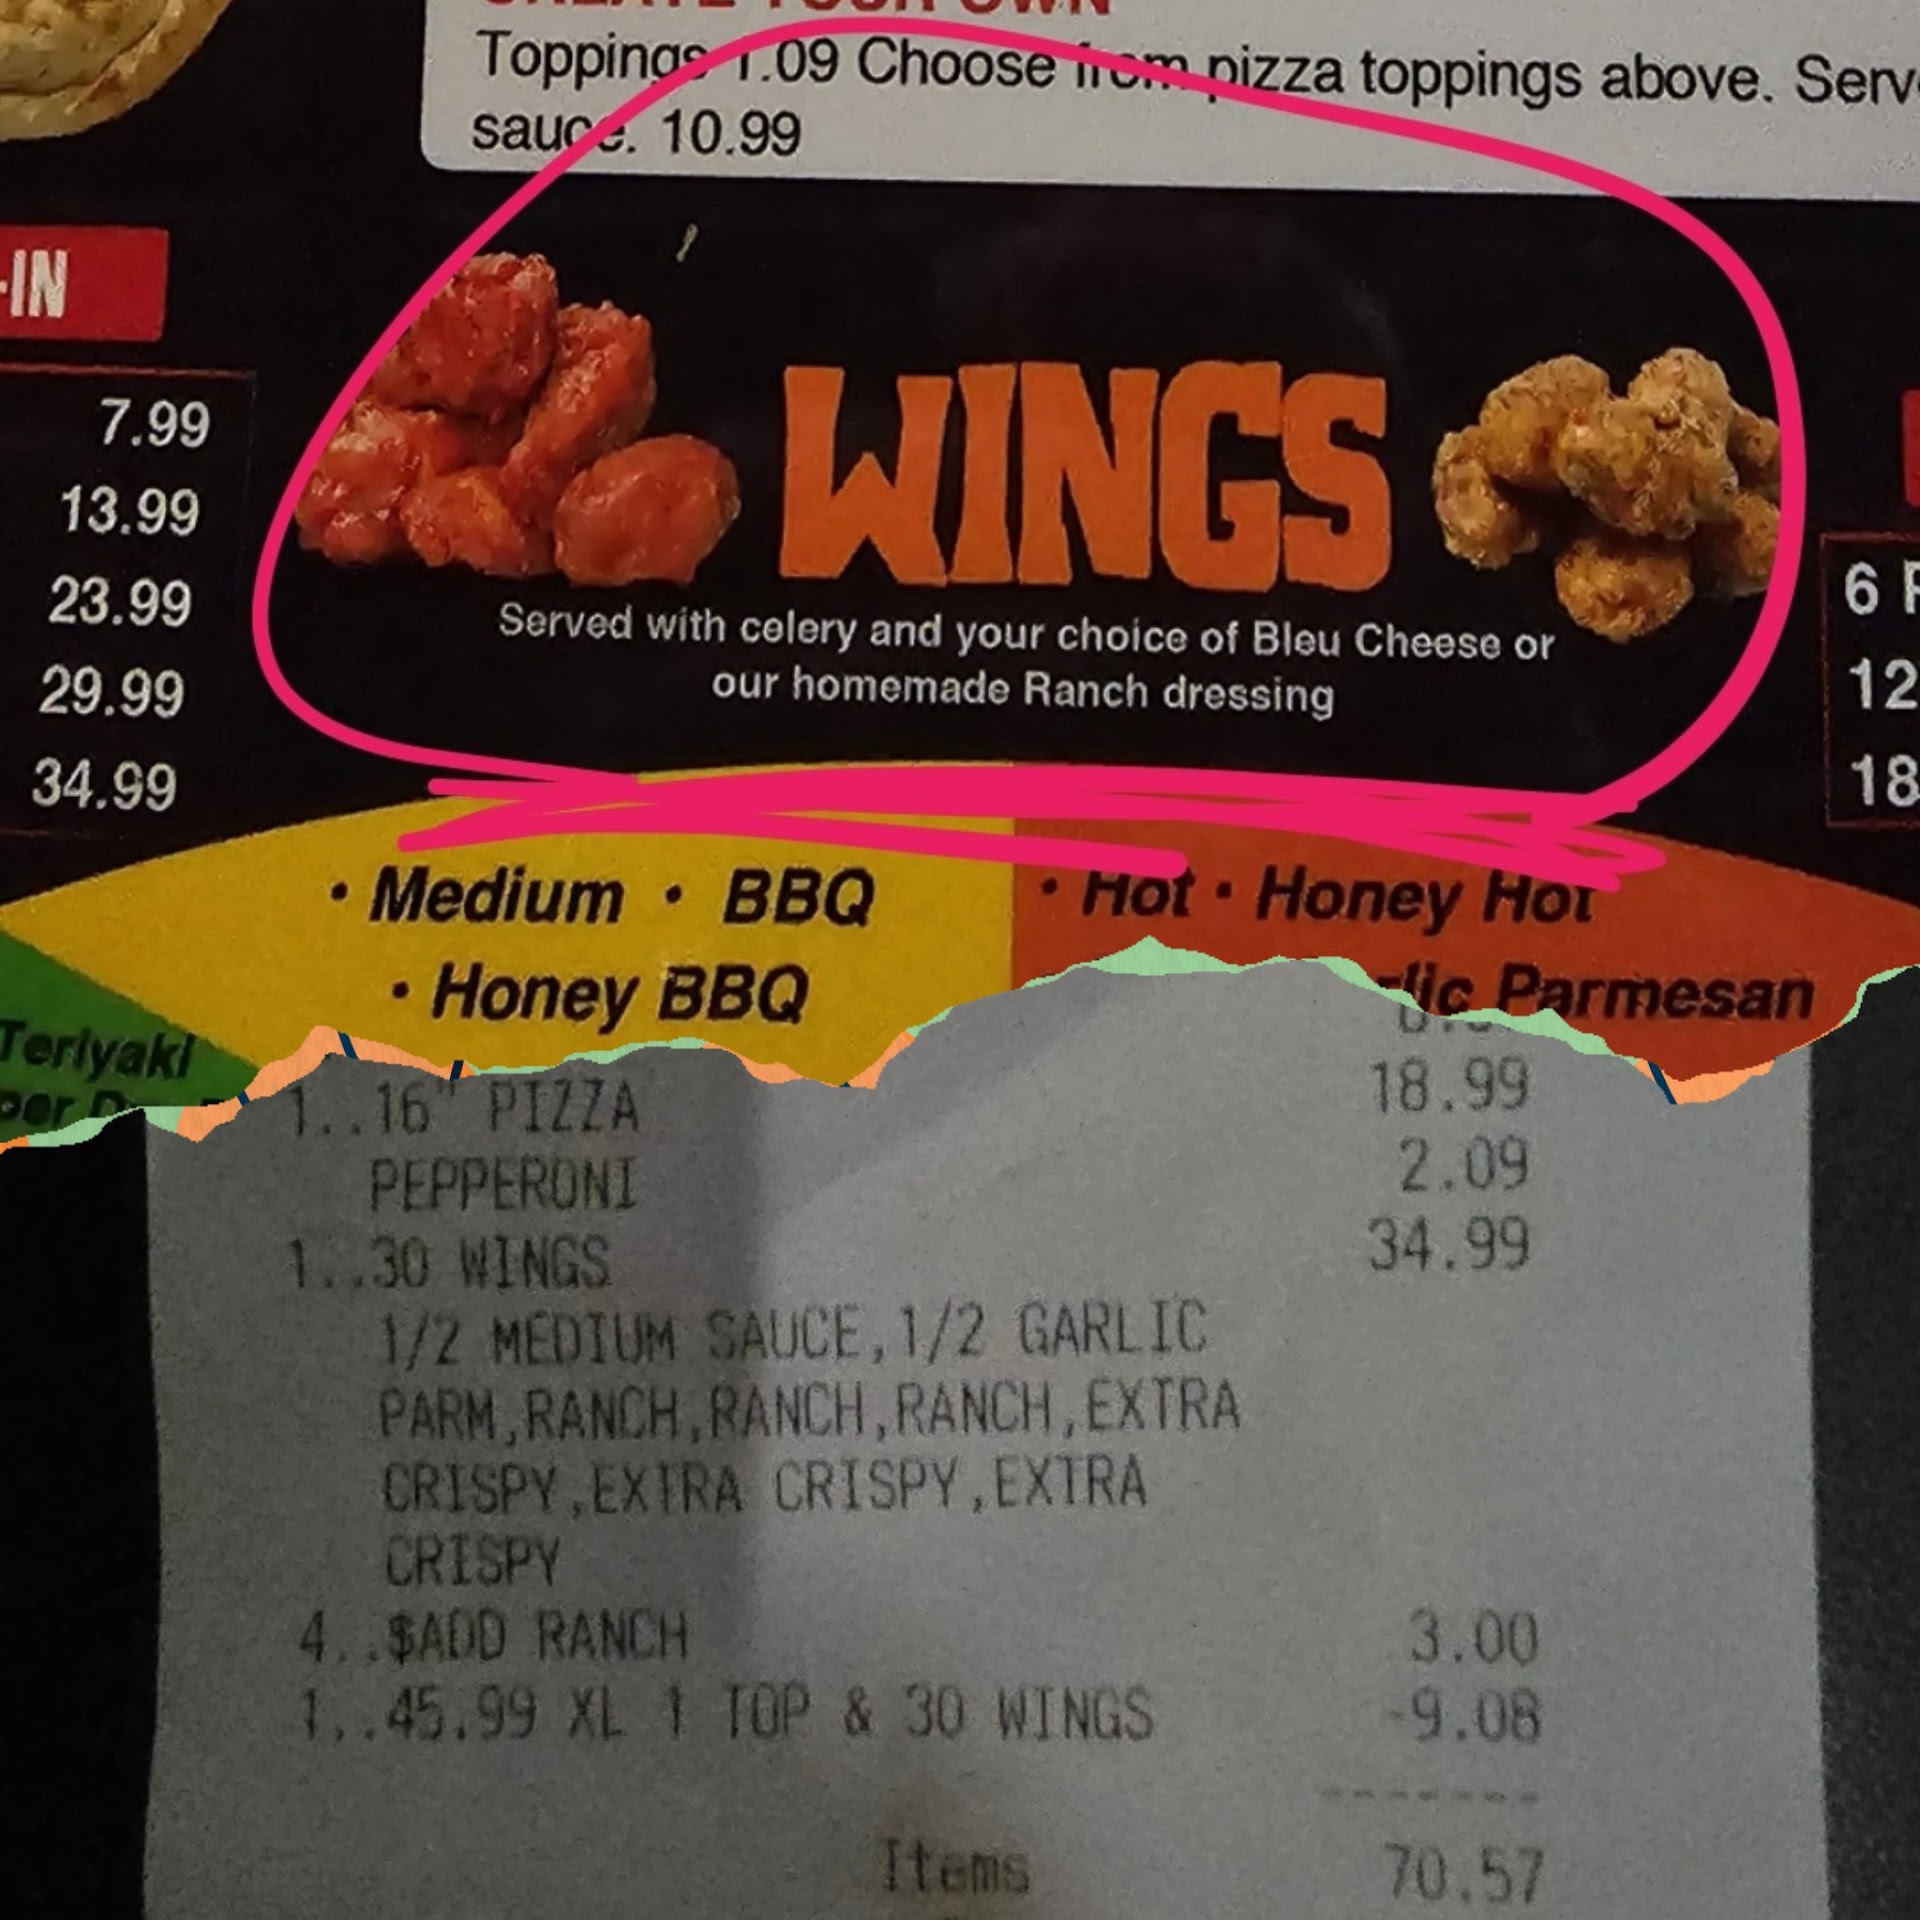 CREATE YOUR OWN
Toppings 1.09 Choose from pizza toppings above.
sauce. 10.99
-IN
7.99
13.99
23.99
29.99
34.99
WINGS
Served with celery and your choice of Bleu Cheese or
our homemade Ranch dressing
6
12
18
• Medium • BBQ
• Honey BBQ
• Hot • Honey Hot
Parmesan
Teriyaki
1..16" PIZZA 18.99
PEPPERONI 2.09
1..30 WINGS 34.99
1/2 MEDIUM SAUCE,1/2 GARLIC
PARM,RANCH,RANCH,RANCH,EXTRA
CRISPY,EXTRA CRISPY,EXTRA
CRISPY
4..$ADD RANCH 3.00
1..45.99 XL 1 TOP & 30 WINGS -9.08
-------
Items 70.57